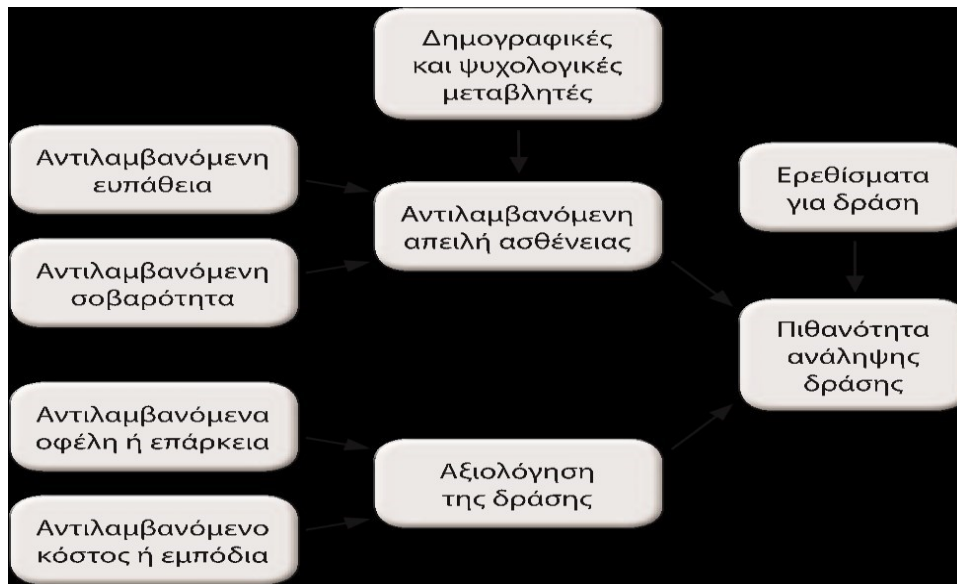 Δημογραφικές
και ψυχολογικές
μεταβλητές
Αντιλαμβανόμενη
ευπάθεια
Αντιλαμβανόμενη
σοβαρότητα
Αντιλαμβανόμενη
απειλή ασθένειας
Ερεθίσματα
για δράση
Πιθανότητα
ανάληψης
δράσης
Αντιλαμβανόμενα
οφέλη ή επάρκεια
Αντιλαμβανόμενο
κόστος ή εμπόδια
Αξιολόγηση
της δράσης